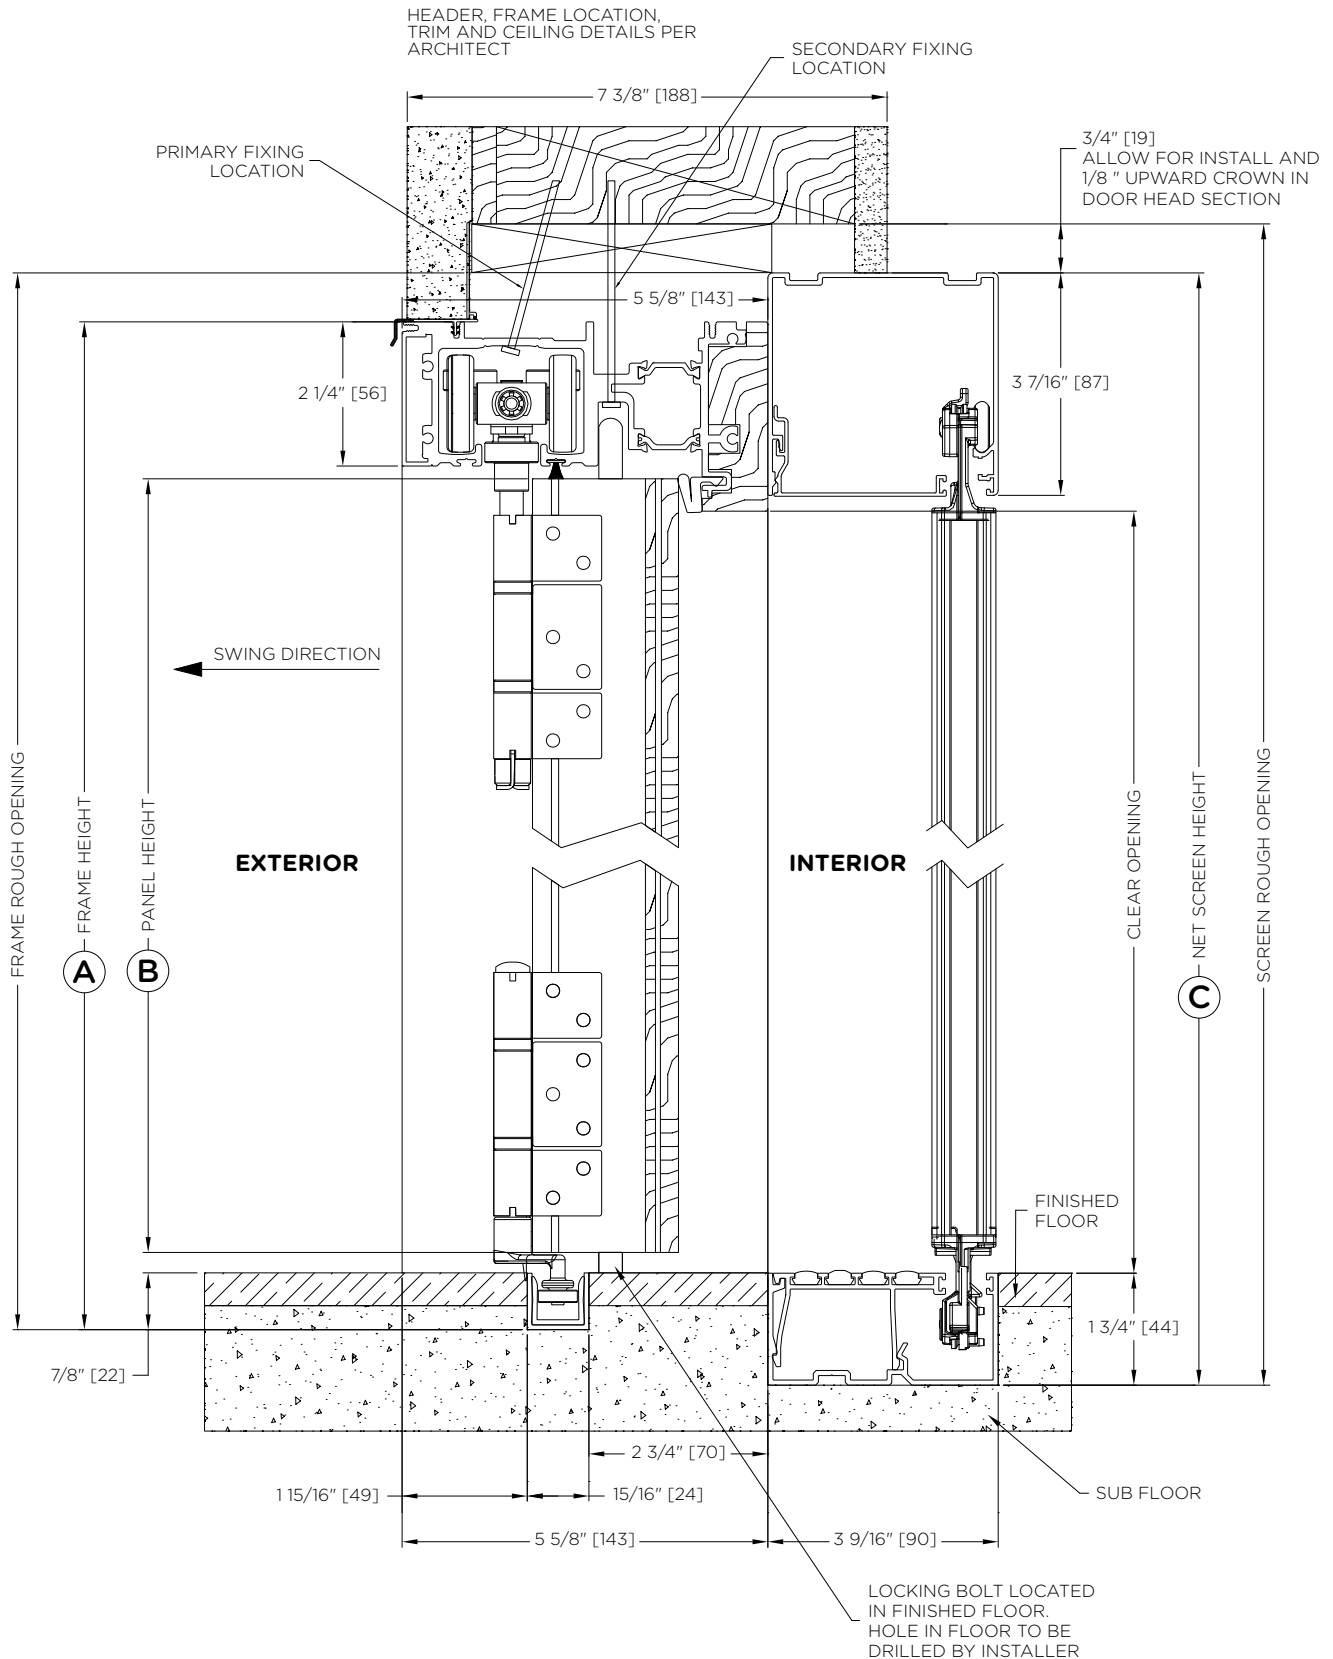 HEADER, FRAME LOCATION,
TRIM AND CEILING DETAILS PER
ARCHITECT
SECONDARY FIXING
LOCATION
7 3/8" [188]
PRIMARY FIXING
LOCATION
3/4" [19]
ALLOW FOR INSTALL AND
1/8 " UPWARD CROWN IN
DOOR HEAD SECTION
5 5/8" [143]
2 1/4" [56]
3 7/16" [87]
SWING DIRECTION
FRAME ROUGH OPENING
FRAME HEIGHT
A
PANEL HEIGHT
B
EXTERIOR
INTERIOR
CLEAR OPENING
NET SCREEN HEIGHT
C
SCREEN ROUGH OPENING
FINISHED
FLOOR
7/8" [22]
1 3/4" [44]
2 3/4" [70]
1 15/16" [49]
15/16" [24]
SUB FLOOR
5 5/8" [143]
3 9/16" [90]
LOCKING BOLT LOCATED
IN FINISHED FLOOR.
HOLE IN FLOOR TO BE
DRILLED BY INSTALLER